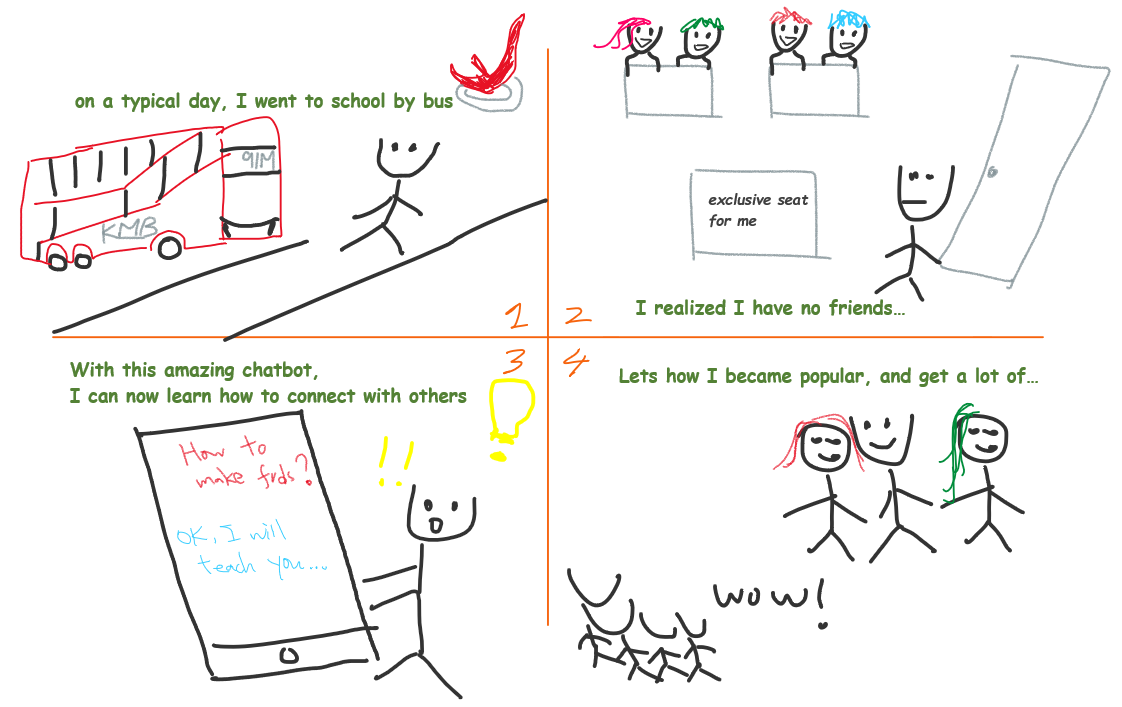 on a typical day, I went to school by bus
91M
KMB
1
2
exclusive seat
for me
I realized I have no friends...
3
4
With this amazing chatbot,
I can now learn how to connect with others
How to
make frds?
OK, I will
teach you...
Lets how I became popular, and get a lot of...
WOW!